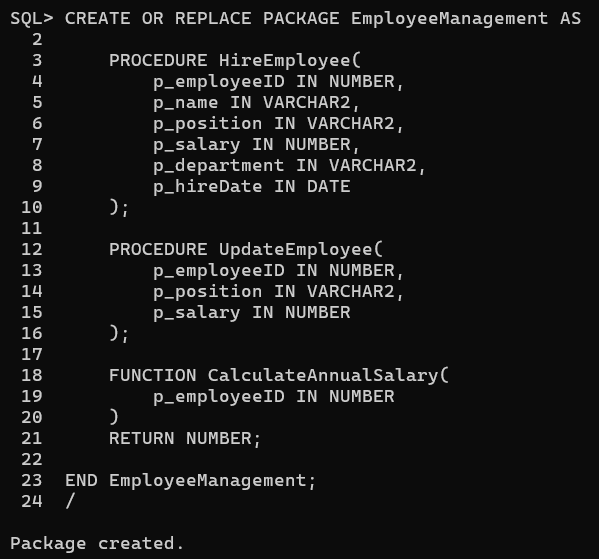 SQL> CREATE OR REPLACE PACKAGE EmployeeManagement AS
  2
  3      PROCEDURE HireEmployee(
  4          p_employeeID IN NUMBER,
  5          p_name IN VARCHAR2,
  6          p_position IN VARCHAR2,
  7          p_salary IN NUMBER,
  8          p_department IN VARCHAR2,
  9          p_hireDate IN DATE
 10      );
 11
 12      PROCEDURE UpdateEmployee(
 13          p_employeeID IN NUMBER,
 14          p_position IN VARCHAR2,
 15          p_salary IN NUMBER
 16      );
 17
 18      FUNCTION CalculateAnnualSalary(
 19          p_employeeID IN NUMBER
 20      )
 21      RETURN NUMBER;
 22
 23  END EmployeeManagement;
 24  /

Package created.